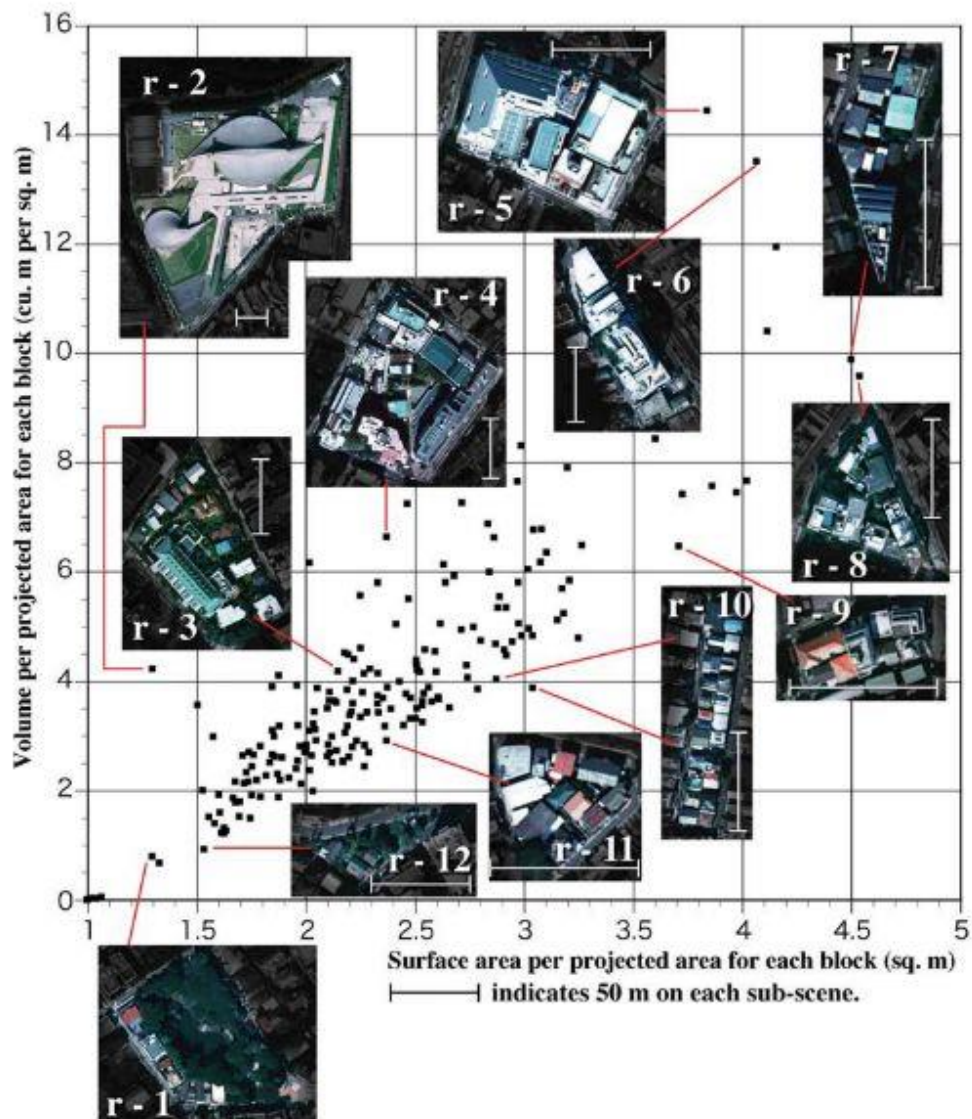 16
14
12
10
8
6
4
2
0
Volume per projected area for each block (cu. m per sq. m)
r - 2
r - 5
r - 7
r - 6
r - 4
r - 3
r - 8
r - 10
r - 9
r - 11
r - 12
r - 1
1 1.5 2 2.5 3 3.5 4 4.5 5
Surface area per projected area for each block (sq. m)
indicates 50 m on each sub-scene.